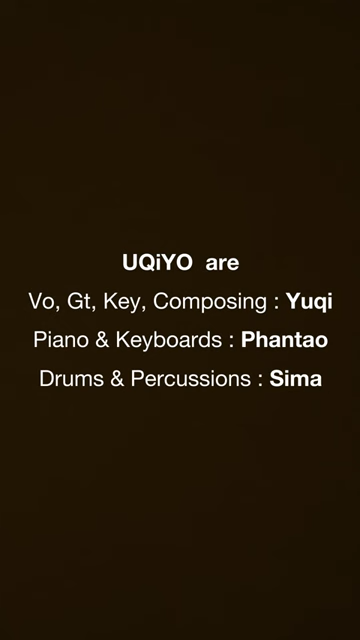 UQiYO are
Vo, Gt, Key, Composing : Yuqi
Piano & Keyboards : Phantao
Drums & Percussions : Sima